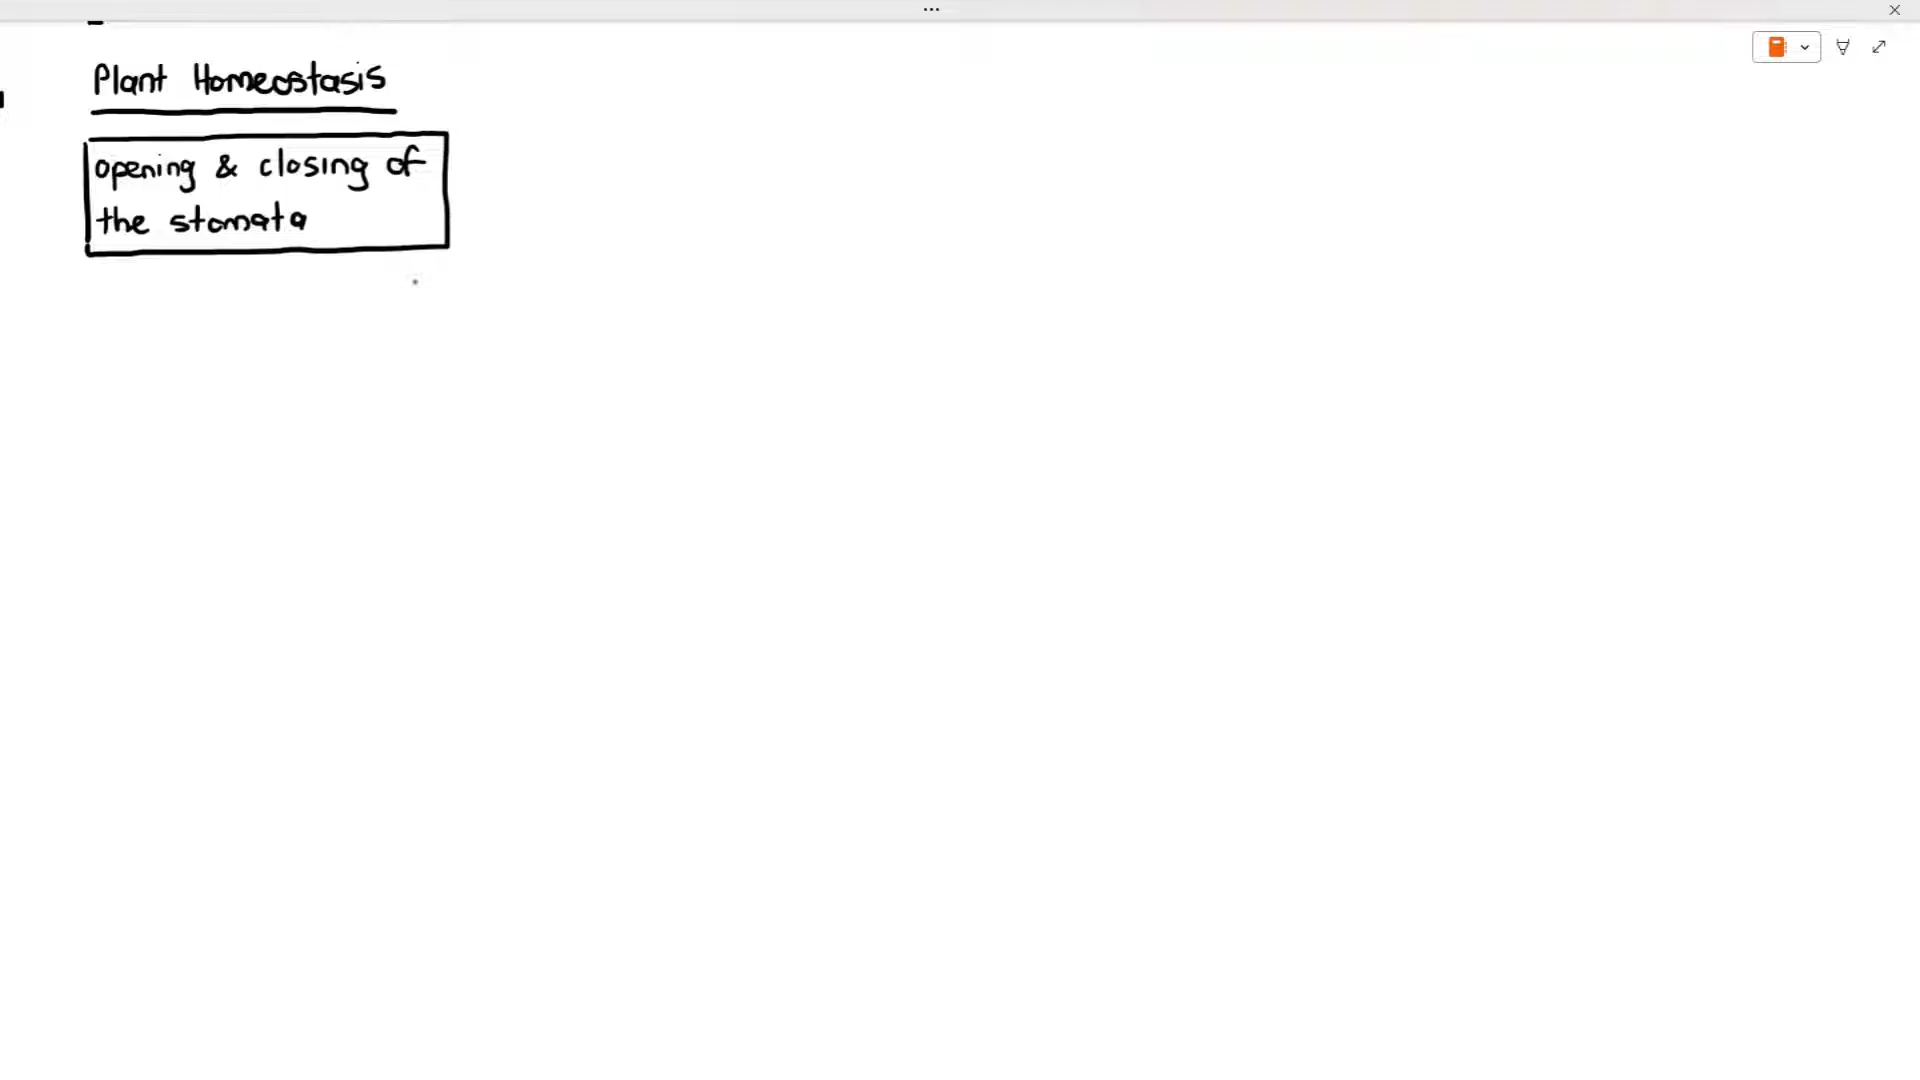 Plant Homeostasis
opening & closing of
the stomata